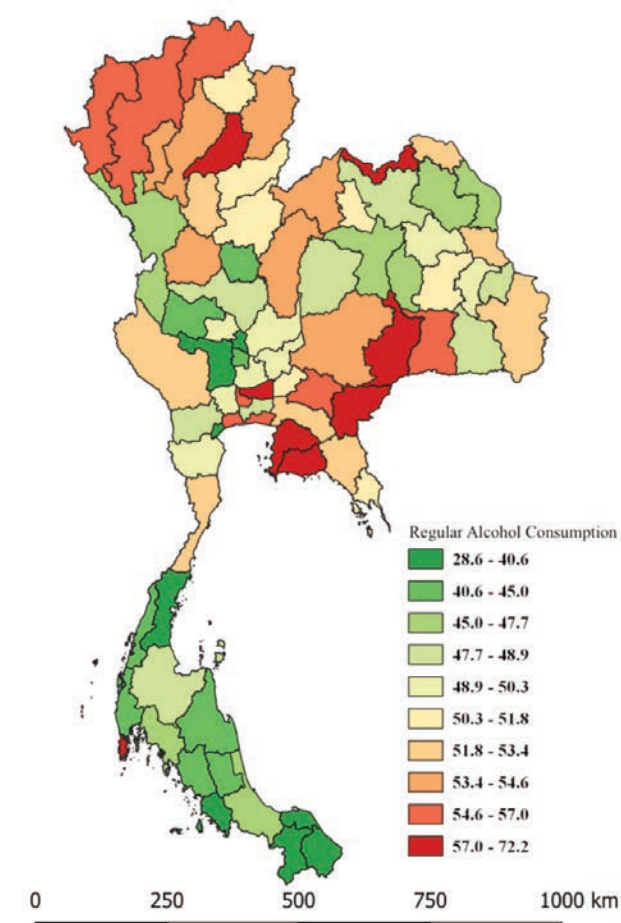 Regular Alcohol Consumption
28.6 - 40.6
40.6 - 45.0
45.0 - 47.7
47.7 - 48.9
48.9 - 50.3
50.3 - 51.8
51.8 - 53.4
53.4 - 54.6
54.6 - 57.0
57.0 - 72.2
0 250 500 750 1000 km